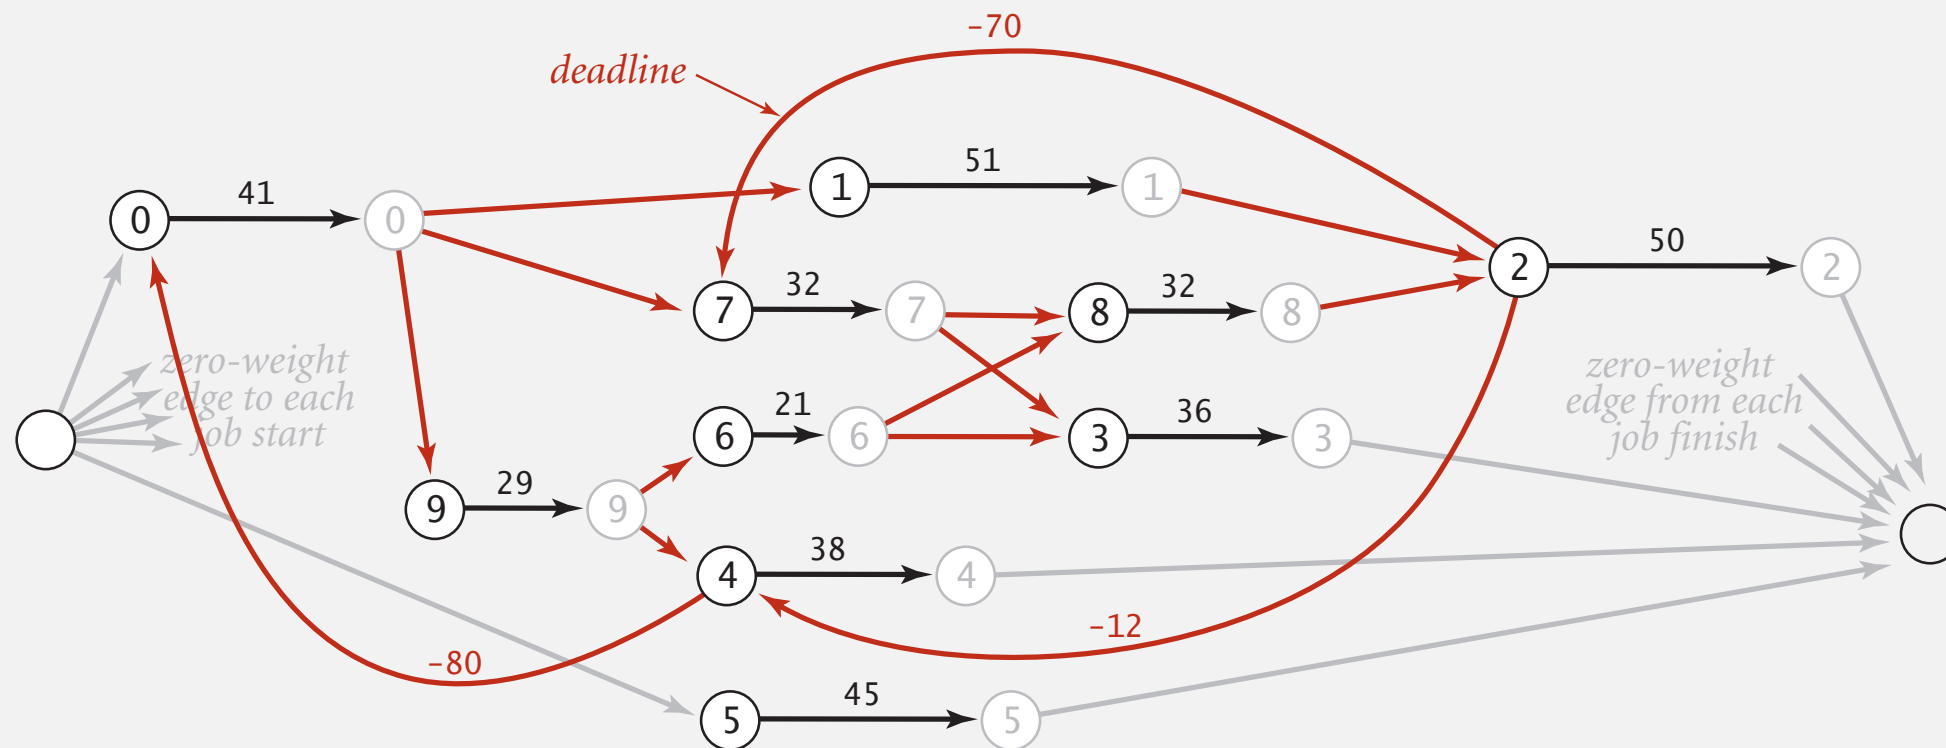 -70
deadline
51
41
1 1
0 0
50
2 2
32 32
7 7 8 8
zero-weight
edge to each
job start
zero-weight
edge from each
job finish
21 36
6 6 3 3
29
9 9
38
4 4
-12
-80
45
5 5